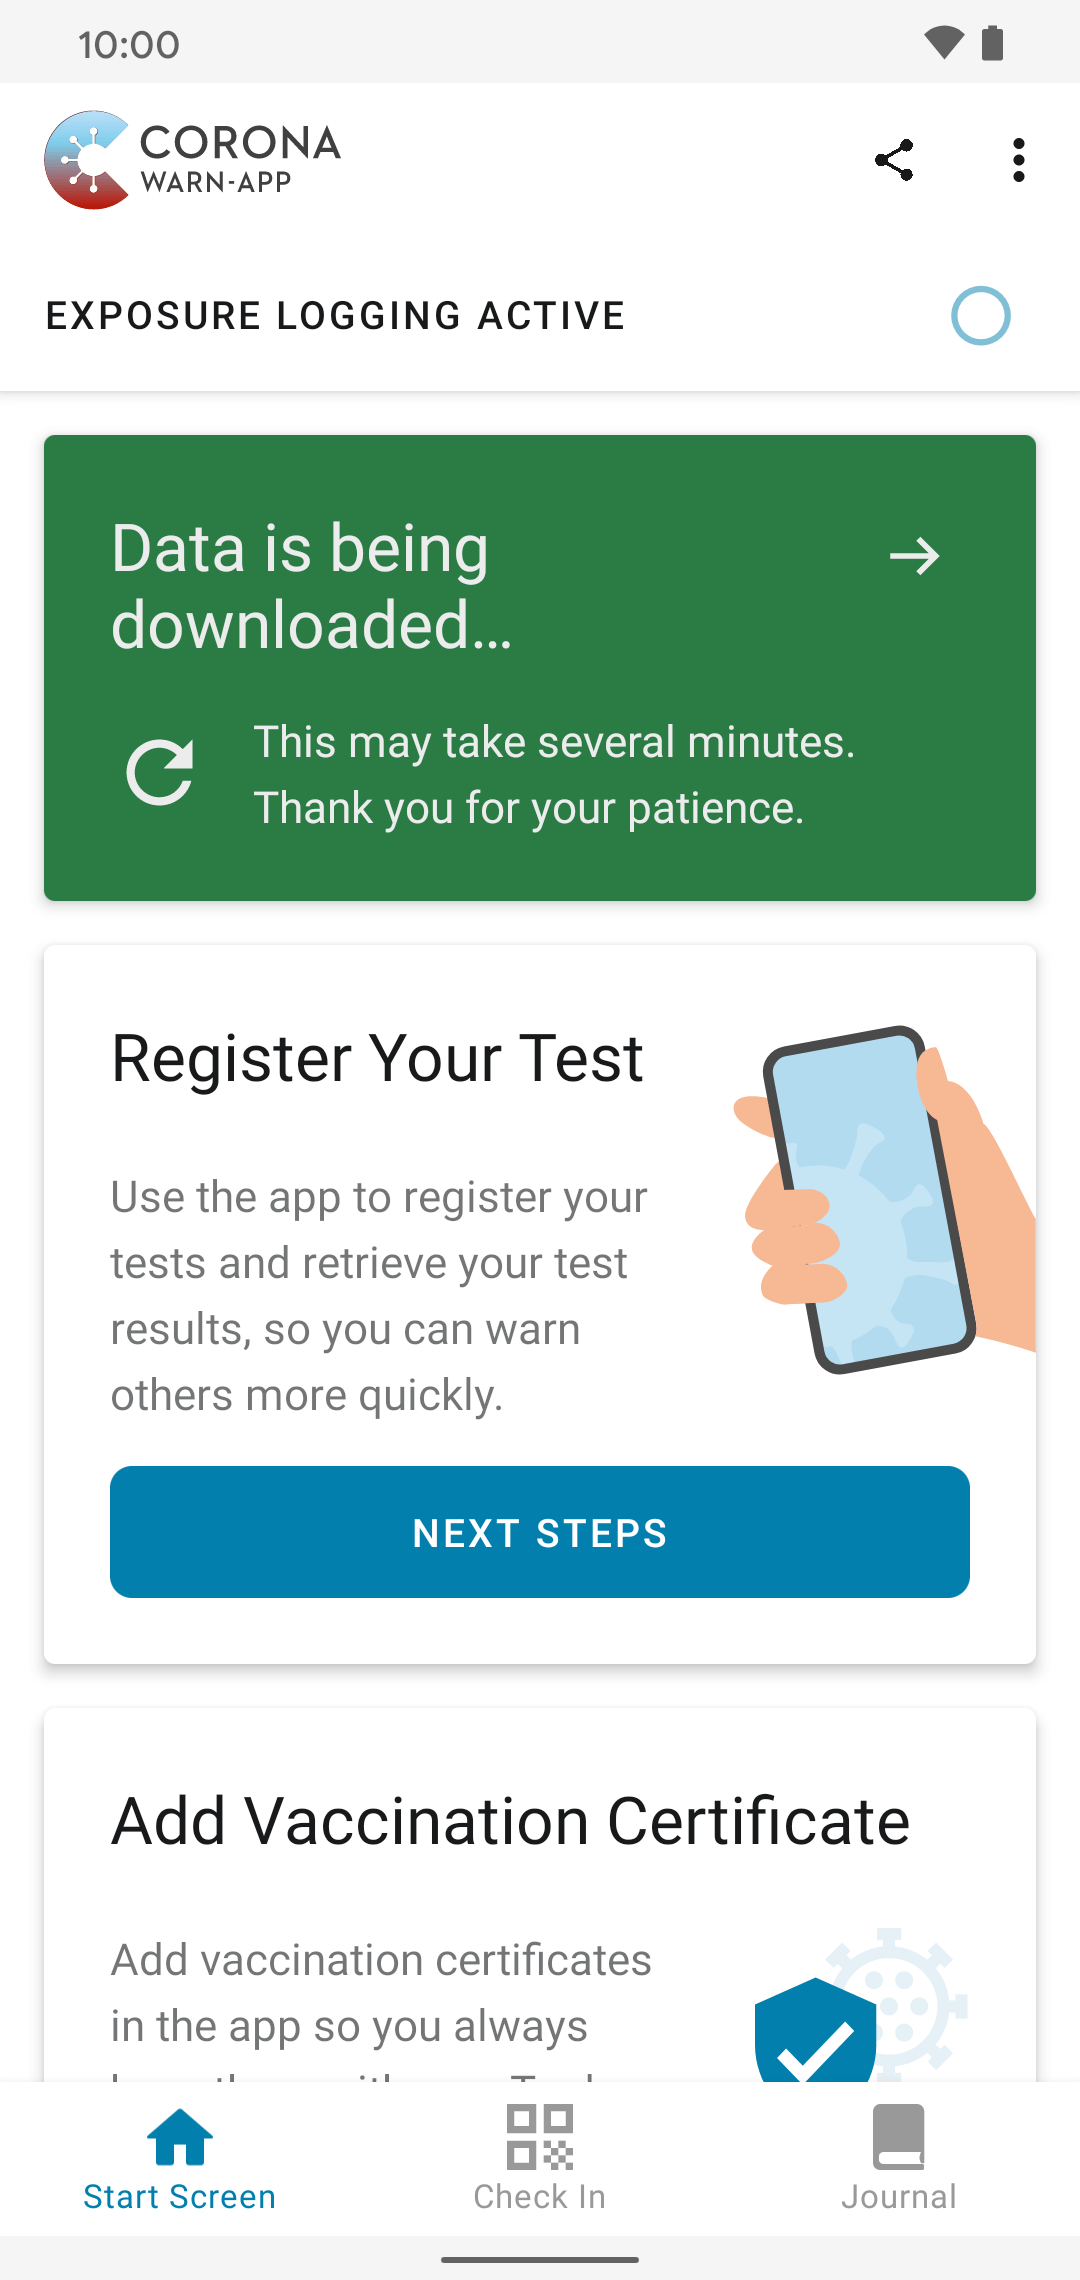 10:00
CORONA
WARN-APP
EXPOSURE LOGGING ACTIVE
Data is being
downloaded...
This may take several minutes.
Thank you for your patience.
Register Your Test
Use the app to register your
tests and retrieve your test
results, so you can warn
others more quickly.
NEXT STEPS
Add Vaccination Certificate
Add vaccination certificates
in the app so you always
Start Screen
Check In
Journal